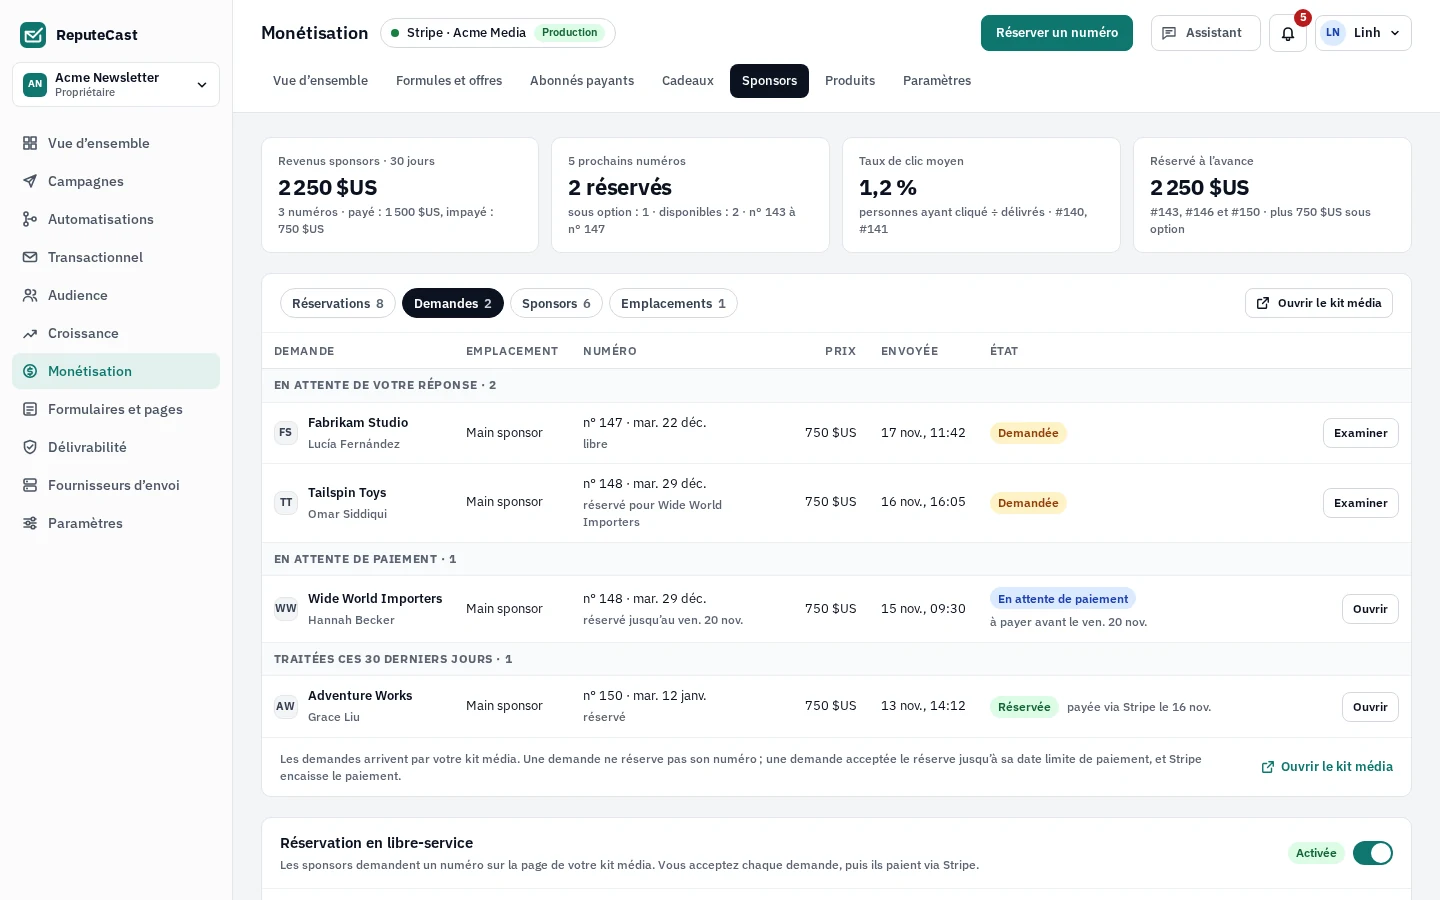 ReputeCast
AN
Acme Newsletter
Propriétaire
Vue d’ensemble
Campagnes
Automatisations
Transactionnel
Audience
Croissance
Monétisation
Formulaires et pages
Délivrabilité
Fournisseurs d’envoi
Paramètres
Monétisation
Stripe · Acme Media Production
Réserver un numéro
Assistant
5
LN Linh
Vue d’ensemble Formules et offres Abonnés payants Cadeaux Sponsors Produits Paramètres
Revenus sponsors · 30 jours
2 250 $US
3 numéros · payé : 1 500 $US, impayé :
750 $US
5 prochains numéros
2 réservés
sous option : 1 · disponibles : 2 · n° 143 à
n° 147
Taux de clic moyen
1,2 %
personnes ayant cliqué ÷ délivrés · #140,
#141
Réservé à l’avance
2 250 $US
#143, #146 et #150 · plus 750 $US sous
option
Réservations 8 Demandes 2 Sponsors 6 Emplacements 1
Ouvrir le kit média
DEMANDE EMPLACEMENT NUMÉRO PRIX ENVOYÉE ÉTAT
EN ATTENTE DE VOTRE RÉPONSE · 2
FS Fabrikam Studio
Lucía Fernández
Main sponsor
n° 147 · mar. 22 déc.
libre
750 $US 17 nov., 11:42 Demandée Examiner
TT Tailspin Toys
Omar Siddiqui
Main sponsor
n° 148 · mar. 29 déc.
réservé pour Wide World
Importers
750 $US 16 nov., 16:05 Demandée Examiner
EN ATTENTE DE PAIEMENT · 1
WW Wide World Importers
Hannah Becker
Main sponsor
n° 148 · mar. 29 déc.
réservé jusqu’au ven. 20 nov.
750 $US 15 nov., 09:30 En attente de paiement
à payer avant le ven. 20 nov.
Ouvrir
TRAITÉES CES 30 DERNIERS JOURS · 1
AW Adventure Works
Grace Liu
Main sponsor
n° 150 · mar. 12 janv.
réservé
750 $US 13 nov., 14:12 Réservée payée via Stripe le 16 nov. Ouvrir
Les demandes arrivent par votre kit média. Une demande ne réserve pas son numéro ; une demande acceptée le réserve jusqu’à sa date limite de paiement, et Stripe
encaisse le paiement.
Ouvrir le kit média
Réservation en libre-service
Les sponsors demandent un numéro sur la page de votre kit média. Vous acceptez chaque demande, puis ils paient via Stripe.
Activée